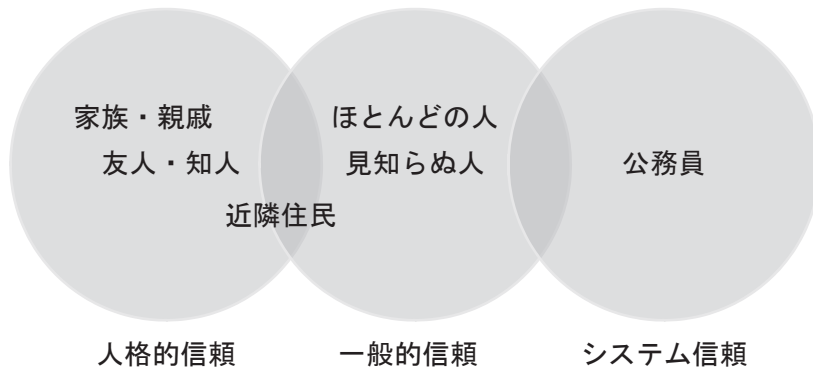 家族・親戚
友人・知人
近隣住民
ほとんどの人
見知らぬ人
公務員
人格的信頼
一般的信頼
システム信頼